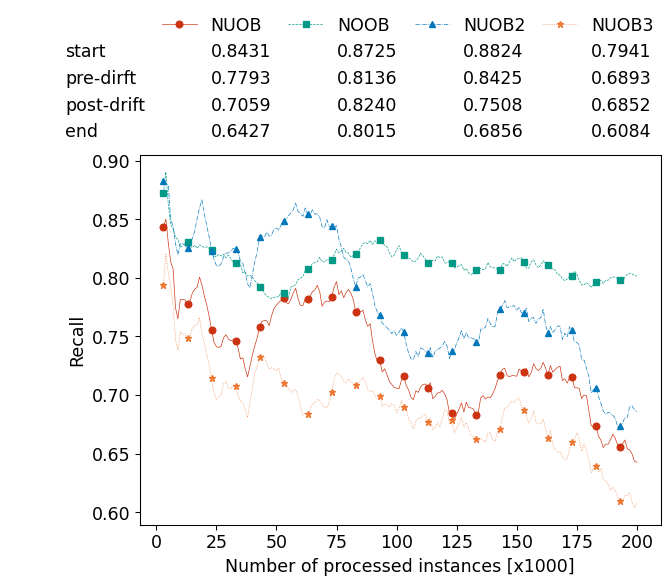 NUOB NOOB NUOB2 NUOB3
start 0.8431 0.8725 0.8824 0.7941
pre-dirft 0.7793 0.8136 0.8425 0.6893
post-drift 0.7059 0.8240 0.7508 0.6852
end 0.6427 0.8015 0.6856 0.6084
0.90
0.85
0.80
0.75
0.70
0.65
0.60
Recall
0 25 50 75 100 125 150 175 200
Number of processed instances [x1000]